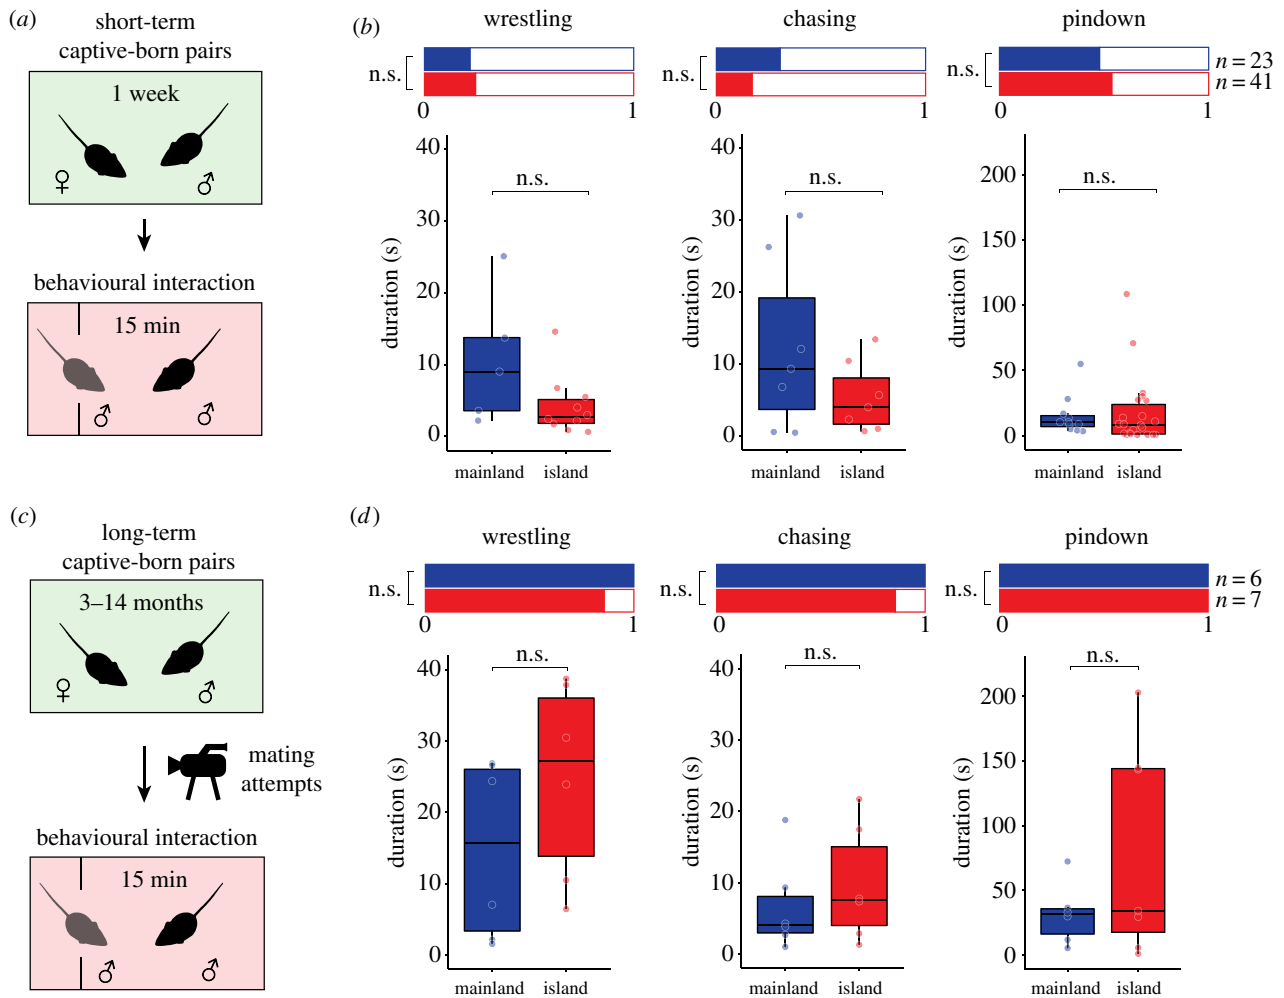 (a)
short-term
captive-born pairs
1 week
♀ ♂
behavioural interaction
15 min
♂ ♂
(b)
wrestling chasing pindown
n.s. n.s. n.s. n = 23
n = 41
0 1 0 1 0 1
duration (s)
40
30
20
10
0
n.s.
mainland island
duration (s)
40
30
20
10
0
n.s.
mainland island
duration (s)
200
150
100
50
0
n.s.
mainland island
(c)
long-term
captive-born pairs
3–14 months
♀ ♂
mating
attempts
behavioural interaction
15 min
♂ ♂
(d)
wrestling chasing pindown
n.s. n.s. n.s. n = 6
n = 7
0 1 0 1 0 1
duration (s)
40
30
20
10
0
n.s.
mainland island
duration (s)
40
30
20
10
0
n.s.
mainland island
duration (s)
200
150
100
50
0
n.s.
mainland island